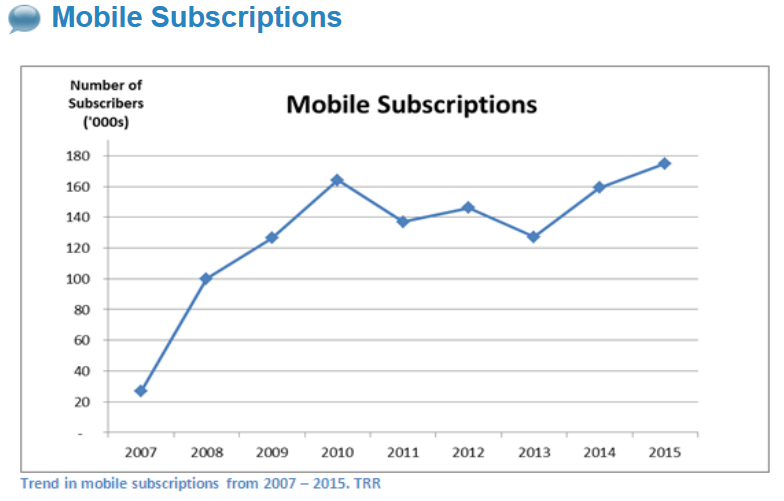 Mobile Subscriptions
Number of
Subscribers
('000s)
Mobile Subscriptions
180
160
140
120
100
80
60
40
20
-
2007 2008 2009 2010 2011 2012 2013 2014 2015
Trend in mobile subscriptions from 2007 – 2015. TRR